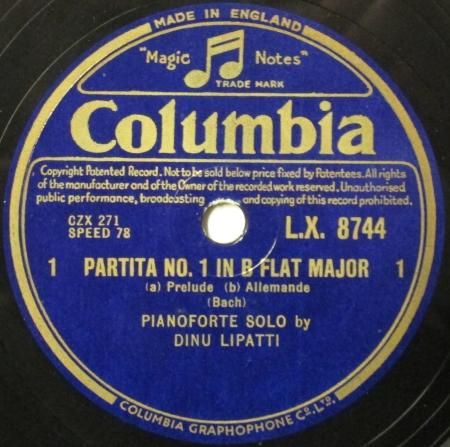 MADE IN ENGLAND
"Magic Notes"
TRADE MARK
Columbia
Copyright Patented Record. Not to be sold below price fixed by Patentees. All rights
of the manufacturer and of the Owner of the recorded work reserved. Unauthorised
public performance, broadcasting and copying of this record prohibited.
CZX 271
SPEED 78
L.X. 8744
1 PARTITA NO. 1 IN B FLAT MAJOR 1
(a) Prelude (b) Allemande
(Bach)
PIANOFORTE SOLO by
DINU LIPATTI
COLUMBIA GRAPHOPHONE CO. LTD.